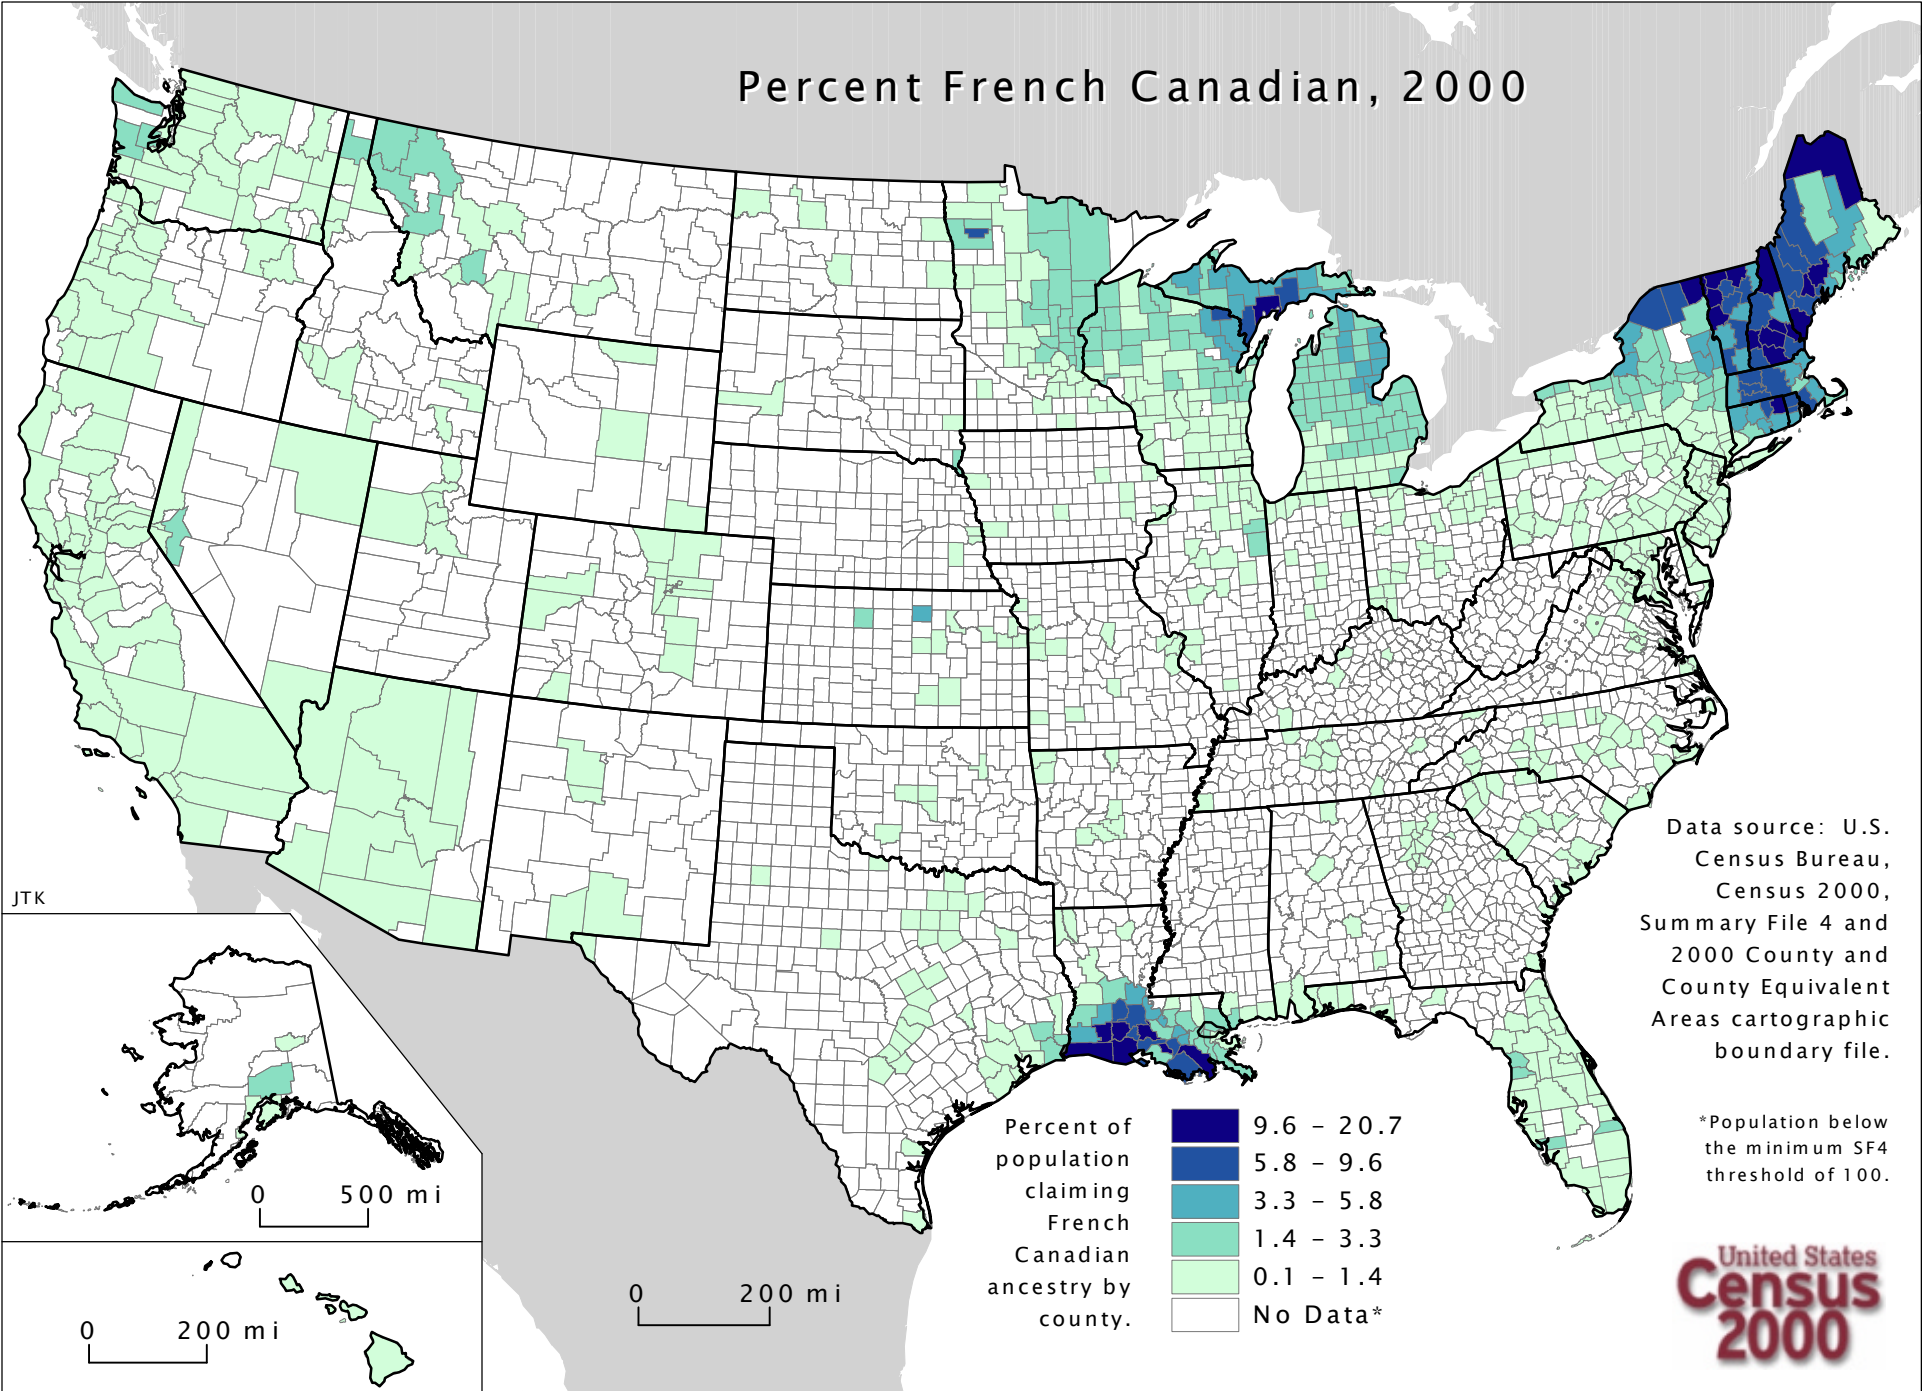 Percent French Canadian, 2000
Data source: U.S.
Census Bureau,
Census 2000,
Summary File 4 and
2000 County and
County Equivalent
Areas cartographic
boundary file.
*Population below
the minimum SF4
threshold of 100.
JTK
0 500 mi
0 200 mi
0 200 mi
Percent of
population
claiming
French
Canadian
ancestry by
county.
9.6 – 20.7
5.8 – 9.6
3.3 – 5.8
1.4 – 3.3
0.1 – 1.4
No Data*
United States
Census
2000